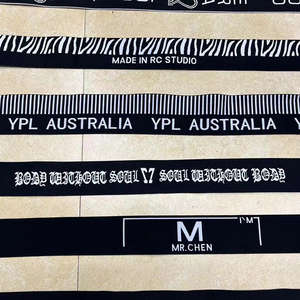 MADE IN RC STUDIO
YPL AUSTRALIA YPL AUSTRALIA
BODY WITHOUT SOUL SOUL WITHOUT BODY
M
MR.CHEN